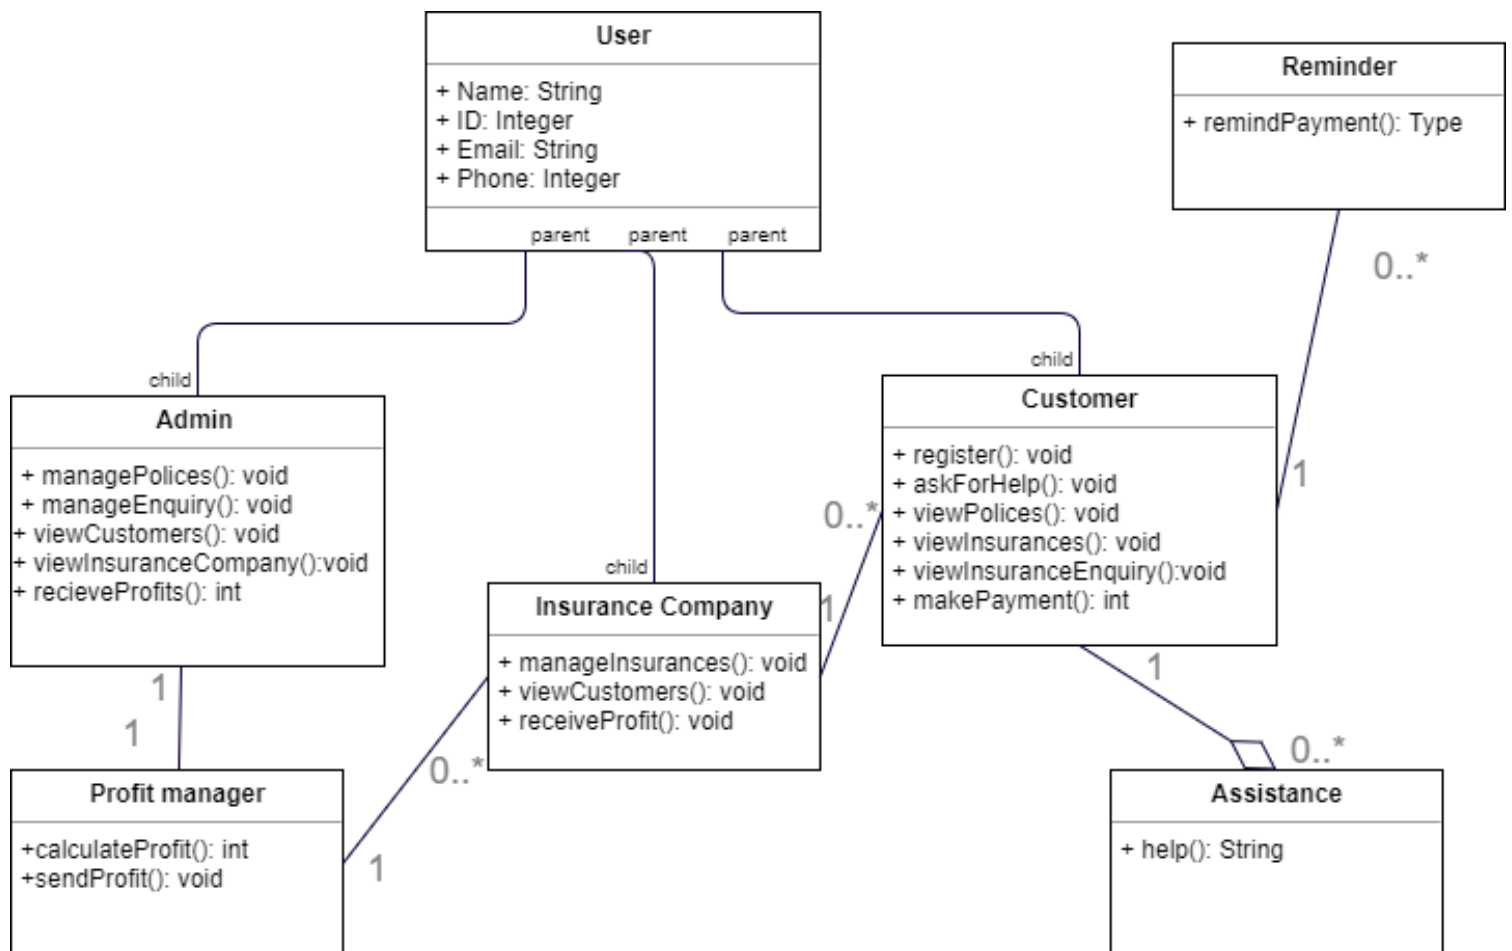 User
+ Name: String
+ ID: Integer
+ Email: String
+ Phone: Integer
parent parent parent
Reminder
+ remindPayment(): Type
0..*
child
Admin
+ managePolices(): void
+ manageEnquiry(): void
+ viewCustomers(): void
+ viewInsuranceCompany():void
+ recieveProfits(): int
child
Customer
+ register(): void
+ askForHelp(): void
+ viewPolices(): void
+ viewInsurances(): void
+ viewInsuranceEnquiry():void
+ makePayment(): int
1
0..*
child
1
Insurance Company
+ manageInsurances(): void
+ viewCustomers(): void
+ receiveProfit(): void
1
1
0..*
1
1
0..*
Profit manager
+calculateProfit(): int
+sendProfit(): void
Assistance
+ help(): String